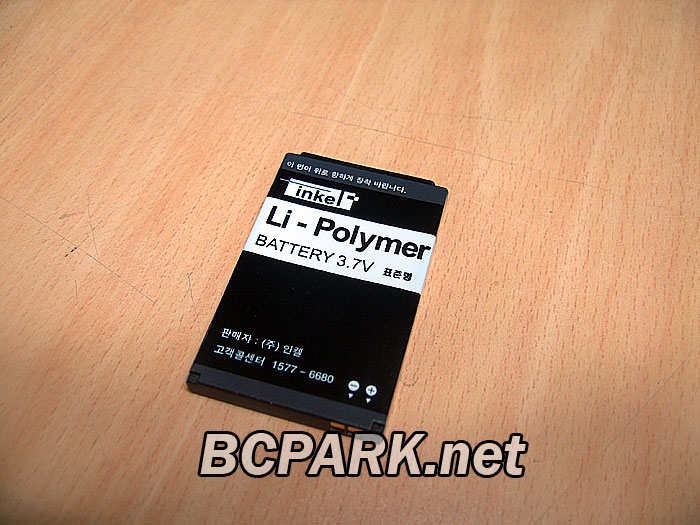 이 면이 위로 향하게 장착 바랍니다.
inkel
Li - Polymer
BATTERY 3.7V 표준형
판매자 : (주) 인켈
고객콜센터 1577 - 6680
BCPARK.net